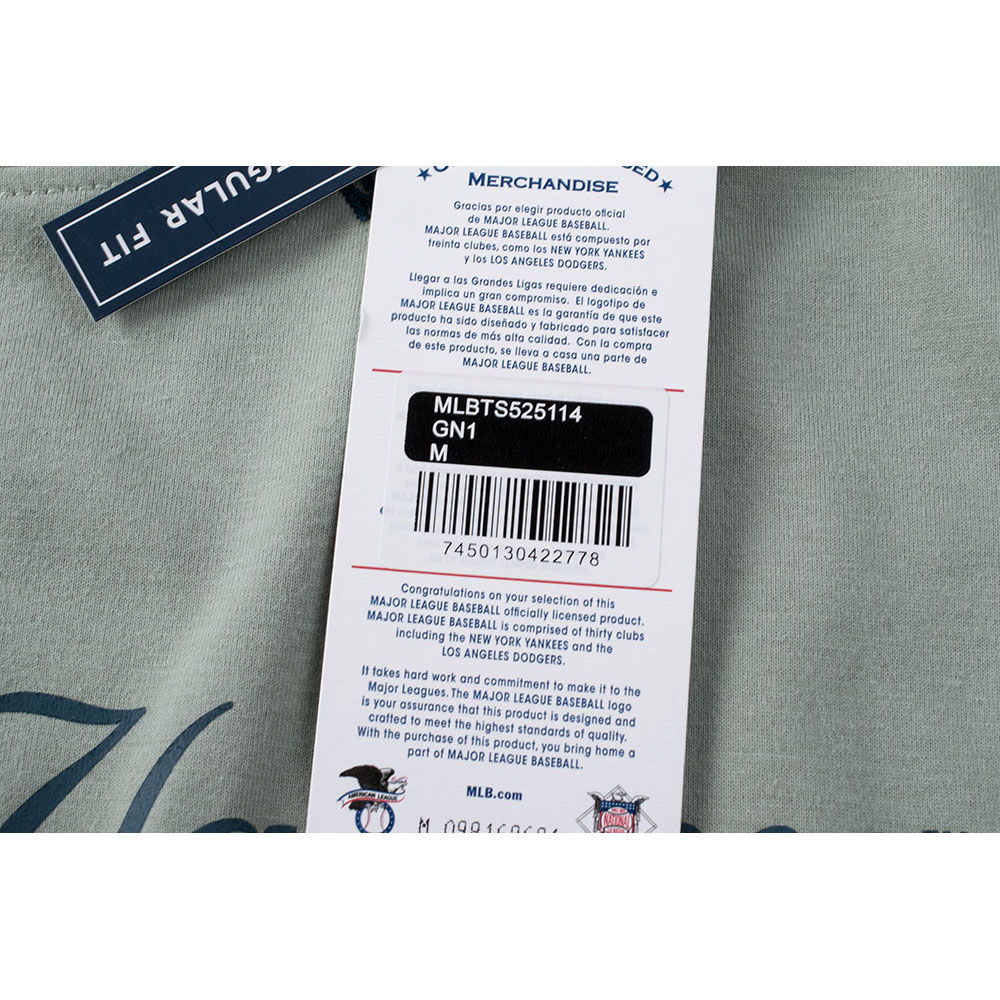 REGULAR FIT
MERCHANDISE
Gracias por elegir producto oficial
de MAJOR LEAGUE BASEBALL.
MAJOR LEAGUE BASEBALL está compuesto por
treinta clubes, como los NEW YORK YANKEES
y los LOS ANGELES DODGERS.
Llegar a las Grandes Ligas requiere dedicación e
implica un gran compromiso. El logotipo de
MAJOR LEAGUE BASEBALL es la garantía de que este
producto ha sido diseñado y fabricado para satisfacer
las normas de más alta calidad. Con la compra
de este producto, se lleva a casa una parte de
MAJOR LEAGUE BASEBALL.
MLBTS525114
GN1
M
7450130422778
Congratulations on your selection of this
MAJOR LEAGUE BASEBALL officially licensed product.
MAJOR LEAGUE BASEBALL is comprised of thirty clubs
including the NEW YORK YANKEES and the
LOS ANGELES DODGERS.
It takes hard work and commitment to make it to the
Major Leagues. The MAJOR LEAGUE BASEBALL logo
is your assurance that this product is designed and
crafted to meet the highest standards of quality.
With the purchase of this product, you bring home a
part of MAJOR LEAGUE BASEBALL.
MLB.com
AMERICAN LEAGUE
NATIONAL